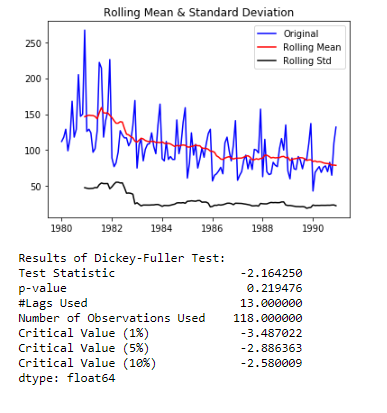 Rolling Mean & Standard Deviation
Original
Rolling Mean
Rolling Std
250
200
150
100
50
1980 1982 1984 1986 1988 1990
Results of Dickey-Fuller Test:
Test Statistic -2.164250
p-value 0.219476
#Lags Used 13.000000
Number of Observations Used 118.000000
Critical Value (1%) -3.487022
Critical Value (5%) -2.886363
Critical Value (10%) -2.580009
dtype: float64